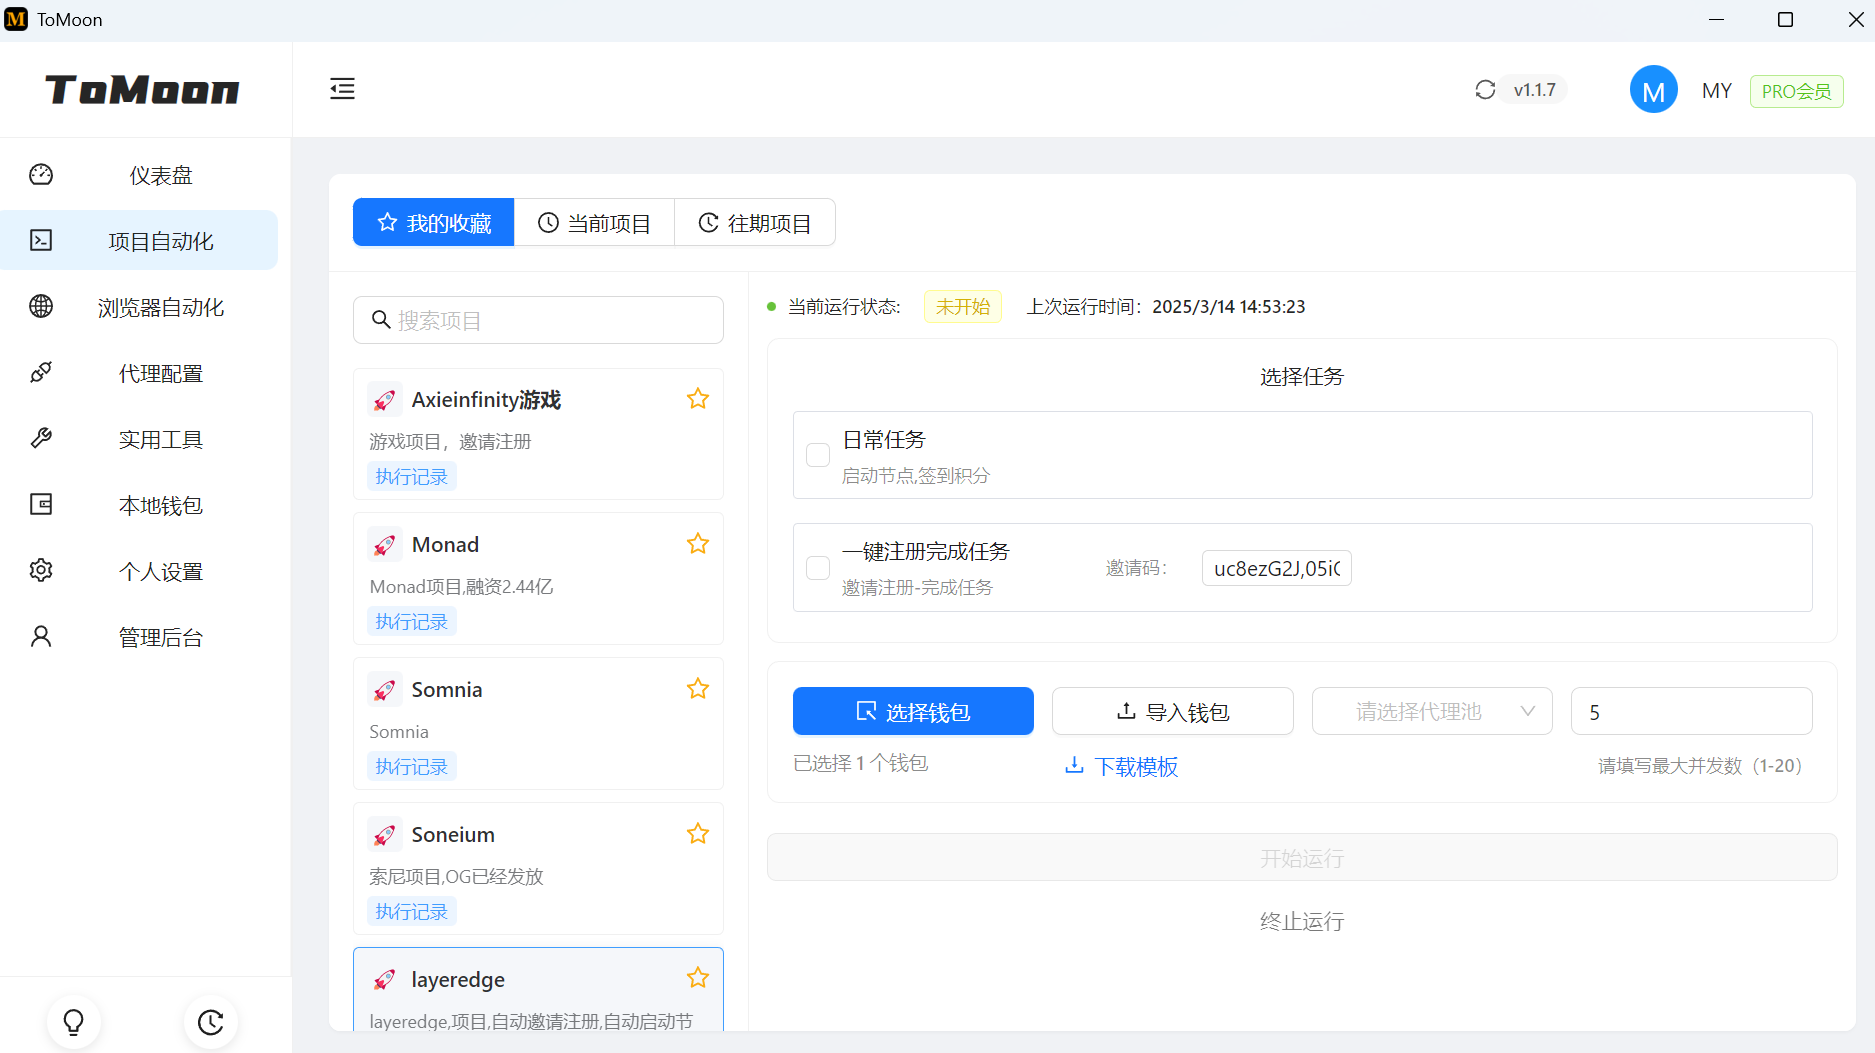 ToMoon
ToMoon
v1.1.7
M
MY
PRO会员
仪表盘
项目自动化
浏览器自动化
代理配置
实用工具
本地钱包
个人设置
管理后台
我的收藏
当前项目
往期项目
搜索项目
Axieinfinity游戏
游戏项目，邀请注册
执行记录
Monad
Monad项目,融资2.44亿
执行记录
Somnia
Somnia
执行记录
Soneium
索尼项目,OG已经发放
执行记录
layeredge
layeredge,项目,自动邀请注册,自动启动节
当前运行状态:
未开始
上次运行时间：2025/3/14 14:53:23
选择任务
日常任务
启动节点,签到积分
一键注册完成任务
邀请注册-完成任务
邀请码：
uc8ezG2J,05i
选择钱包
导入钱包
请选择代理池
5
已选择 1 个钱包
下载模板
请填写最大并发数（1-20）
开始运行
终止运行